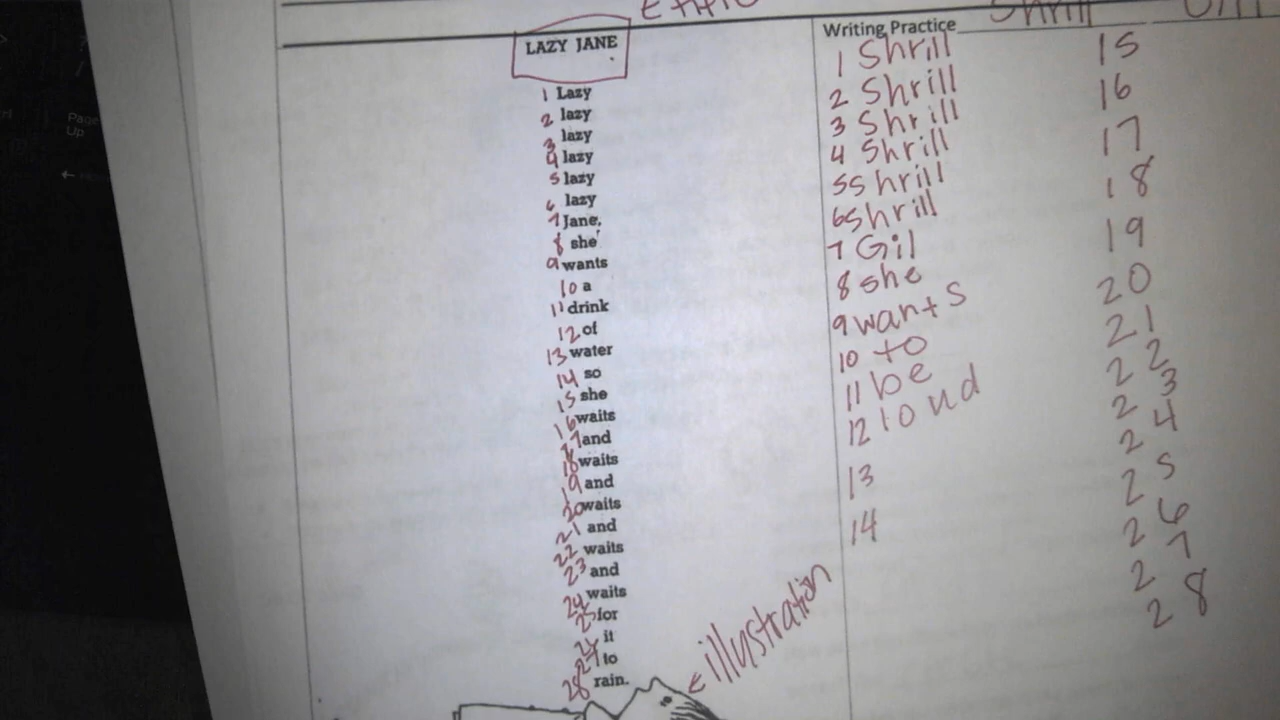 LAZY JANE
1 Lazy
2 lazy
3 lazy
4 lazy
5 lazy
6 lazy
7 Jane,
8 she
9 wants
10 a
11 drink
12 of
13 water
14 so
15 she
16 waits
17 and
18 waits
19 and
20 waits
21 and
22 waits
23 and
24 waits
25 for
26 it
27 to
28 rain.
← illustration
Writing Practice Shrill
1 Shrill
2 Shrill
3 Shrill
4 Shrill
5 Shrill
6 Shrill
7 Gil
8 she
9 wants
10 to
11 be
12 loud
13
14
15
16
17
18
19
20
21
22
23
24
25
26
27
28
Page
Up
←